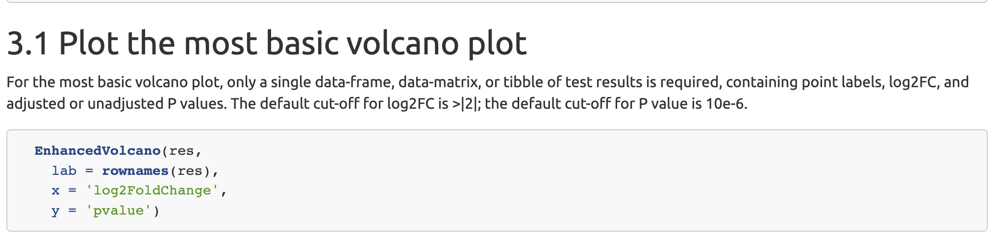 3.1 Plot the most basic volcano plot
For the most basic volcano plot, only a single data-frame, data-matrix, or tibble of test results is required, containing point labels, log2FC, and
adjusted or unadjusted P values. The default cut-off for log2FC is >|2|; the default cut-off for P value is 10e-6.
EnhancedVolcano(res,
lab = rownames(res),
x = 'log2FoldChange',
y = 'pvalue')